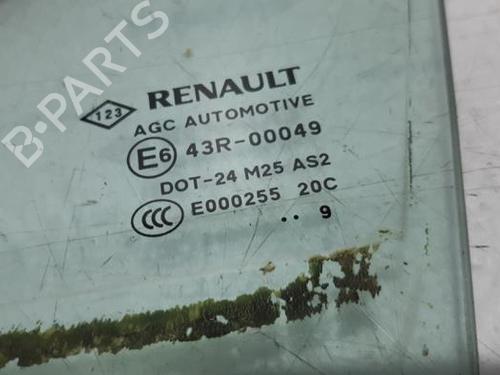 B-PARTS
RENAULT
123
AGC AUTOMOTIVE
E6 43R-00049
DOT-24 M25 AS2
CCC E000255 20C
.. 9